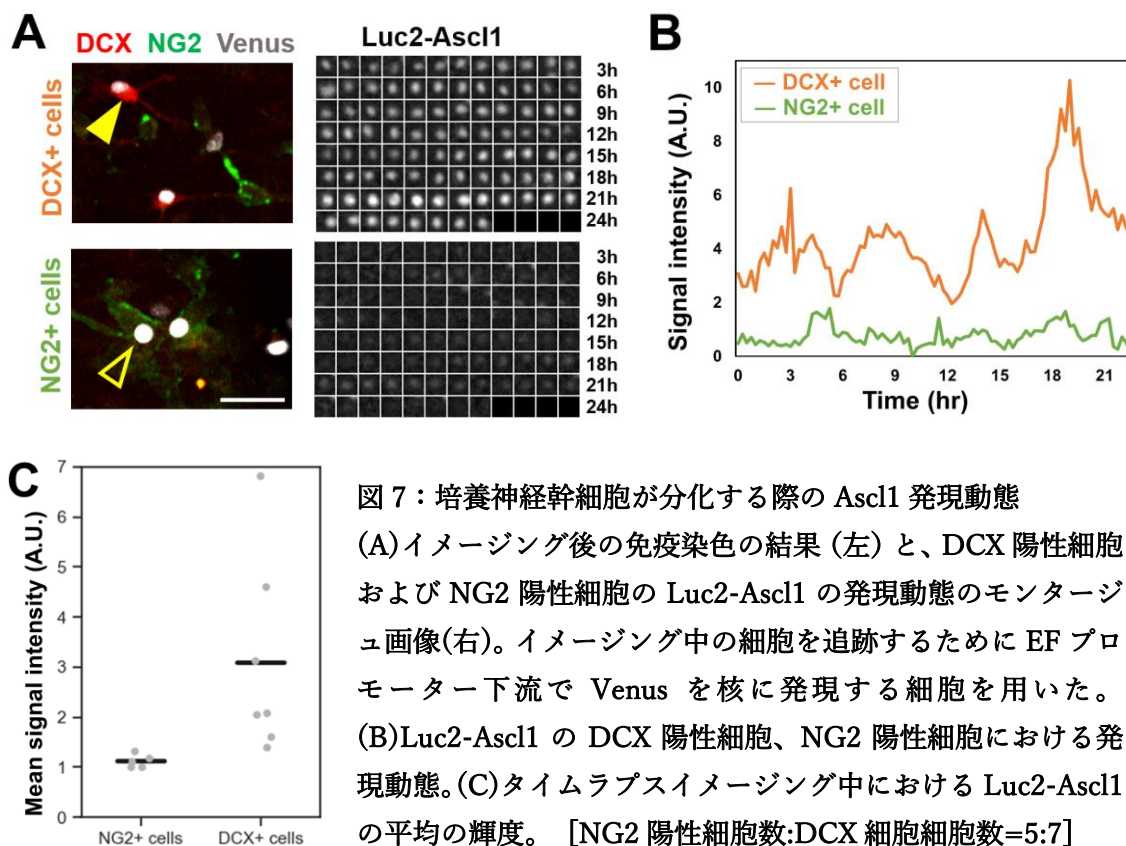 A
DCX NG2 Venus
DCX+ cells
NG2+ cells
Luc2-Ascl1
3h
6h
9h
12h
15h
18h
21h
24h
3h
6h
9h
12h
15h
18h
21h
24h
B
Signal intensity (A.U.)
10
8
6
4
2
0
DCX+ cell
NG2+ cell
0 3 6 9 12 15 18 21
Time (hr)
C
Mean signal intensity (A.U.)
7
6
5
4
3
2
1
0
NG2+ cells DCX+ cells
図7：培養神経幹細胞が分化する際の Ascl1 発現動態
(A)イメージング後の免疫染色の結果（左）と、DCX 陽性細胞
および NG2 陽性細胞の Luc2-Ascl1 の発現動態のモンタージ
ュ画像(右)。イメージング中の細胞を追跡するために EF プロ
モーター下流で Venus を核に発現する細胞を用いた。
(B)Luc2-Ascl1 の DCX 陽性細胞、NG2 陽性細胞における発
現動態。(C)タイムラプスイメージング中における Luc2-Ascl1
の平均の輝度。 [NG2 陽性細胞数:DCX 細胞細胞数=5:7]